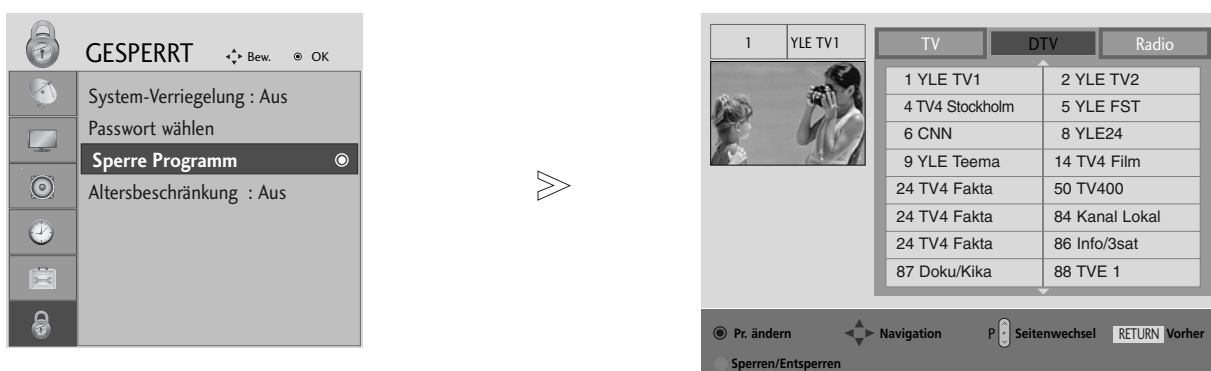 GESPERRT Bew. OK
System-Verriegelung : Aus
Passwort wählen
Sperre Programm
Altersbeschränkung : Aus
1 YLE TV1
TV DTV Radio
1 YLE TV1 2 YLE TV2
4 TV4 Stockholm 5 YLE FST
6 CNN 8 YLE24
9 YLE Teema 14 TV4 Film
24 TV4 Fakta 50 TV400
24 TV4 Fakta 84 Kanal Lokal
24 TV4 Fakta 86 Info/3sat
87 Doku/Kika 88 TVE 1
Pr. ändern Navigation P Seitenwechsel RETURN Vorher
Sperren/Entsperren